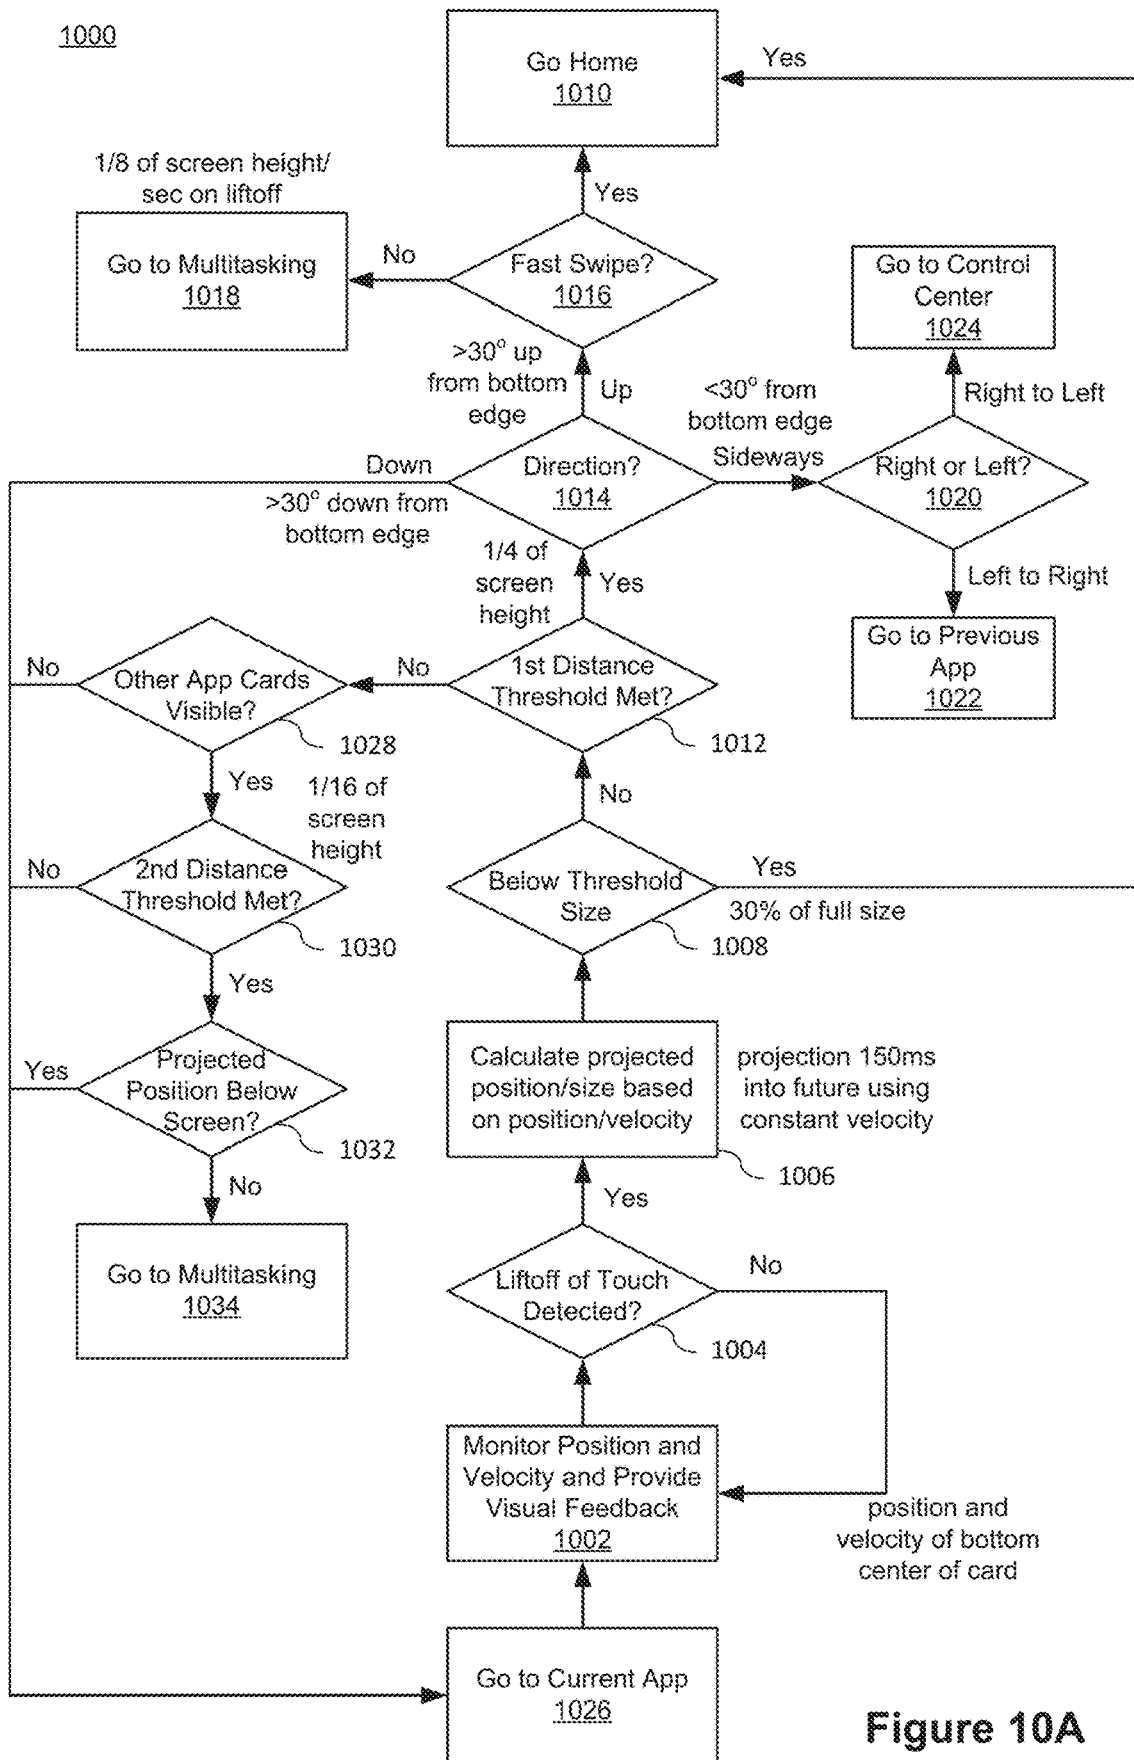 1000
Go Home
1010
Yes
1/8 of screen height/
sec on liftoff
Go to Multitasking
1018
No
Yes
Fast Swipe?
1016
Go to Control
Center
1024
>30° up
from bottom
edge
Up
<30° from
bottom edge
Sideways
Right to Left
Down
>30° down from
bottom edge
Direction?
1014
Right or Left?
1020
Left to Right
1/4 of
screen
height
Yes
Go to Previous
App
1022
No
Other App Cards
Visible?
1028
No
1st Distance
Threshold Met?
1012
Yes
1/16 of
screen
height
No
No
2nd Distance
Threshold Met?
1030
Below Threshold
Size
1008
Yes
30% of full size
Yes
Yes
Projected
Position Below
Screen?
1032
Calculate projected
position/size based
on position/velocity
1006
projection 150ms
into future using
constant velocity
No
Yes
Go to Multitasking
1034
Liftoff of Touch
Detected?
1004
No
Monitor Position and
Velocity and Provide
Visual Feedback
1002
position and
velocity of bottom
center of card
Go to Current App
1026
Figure 10A